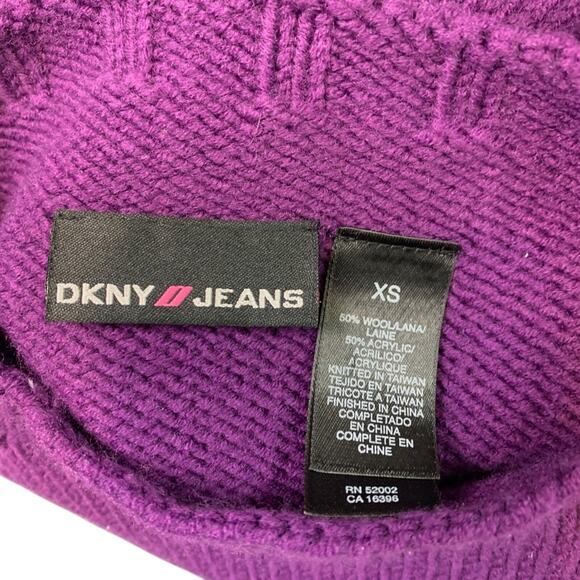 DKNY JEANS
XS
50% WOOL/LANA/
LAINE
50% ACRYLIC/
ACRILICO/
ACRYLIQUE
KNITTED IN TAIWAN
TEJIDO EN TAIWAN
TRICOTE A TAIWAN
FINISHED IN CHINA
COMPLETADO
EN CHINA
COMPLETE EN
CHINE
RN 52002
CA 16396